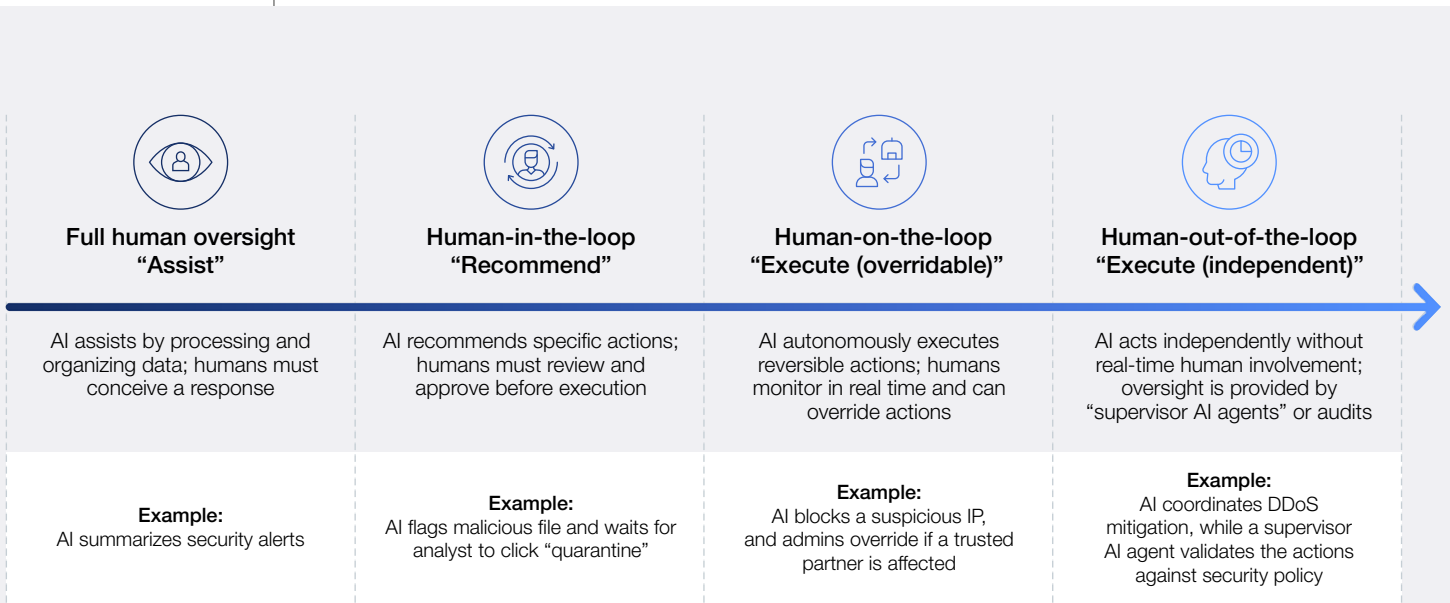 Full human oversight
“Assist”
AI assists by processing and
organizing data; humans must
conceive a response
Example:
AI summarizes security alerts
Human-in-the-loop
“Recommend”
AI recommends specific actions;
humans must review and
approve before execution
Example:
AI flags malicious file and waits for
analyst to click “quarantine”
Human-on-the-loop
“Execute (overridable)”
AI autonomously executes
reversible actions; humans
monitor in real time and can
override actions
Example:
AI blocks a suspicious IP,
and admins override if a trusted
partner is affected
Human-out-of-the-loop
“Execute (independent)”
AI acts independently without
real-time human involvement;
oversight is provided by
“supervisor AI agents” or audits
Example:
AI coordinates DDoS
mitigation, while a supervisor
AI agent validates the actions
against security policy